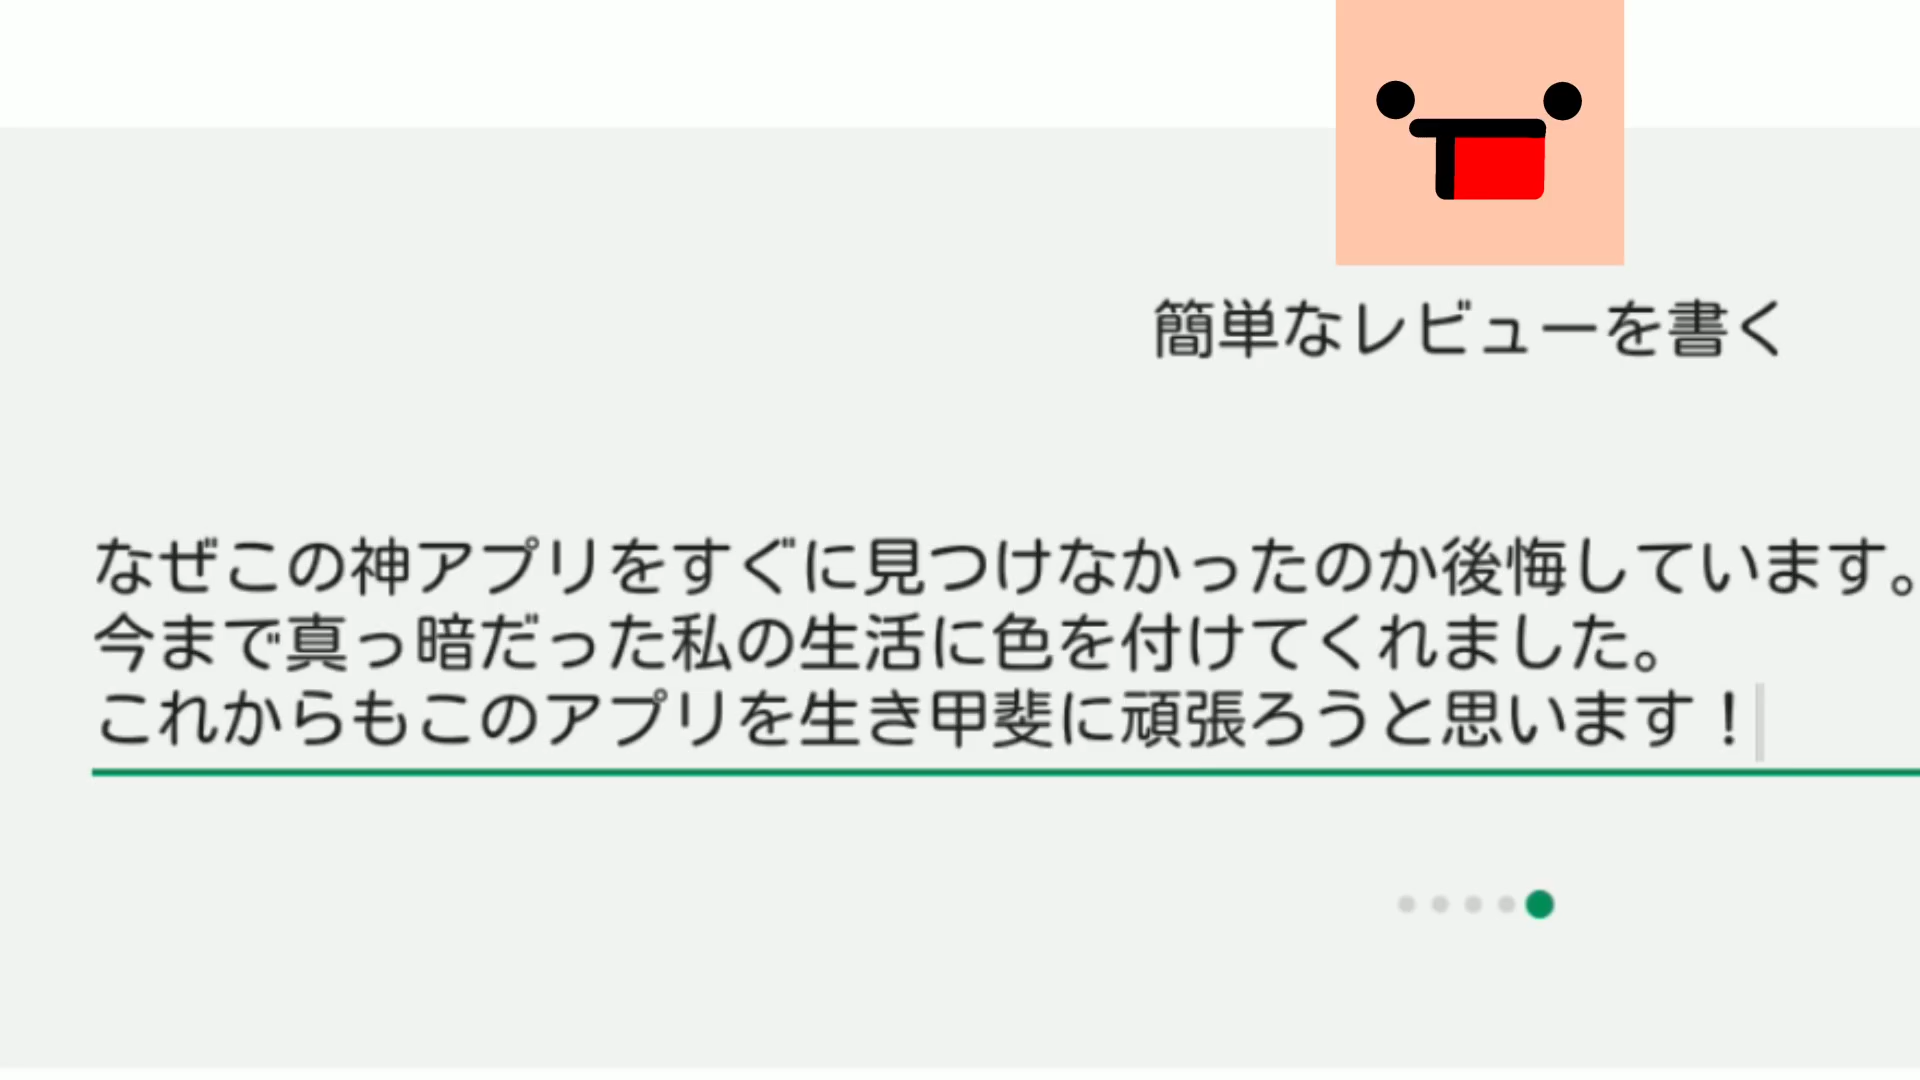 簡単なレビューを書く
なぜこの神アプリをすぐに見つけなかったのか後悔しています。
今まで真っ暗だった私の生活に色を付けてくれました。
これからもこのアプリを生き甲斐に頑張ろうと思います！